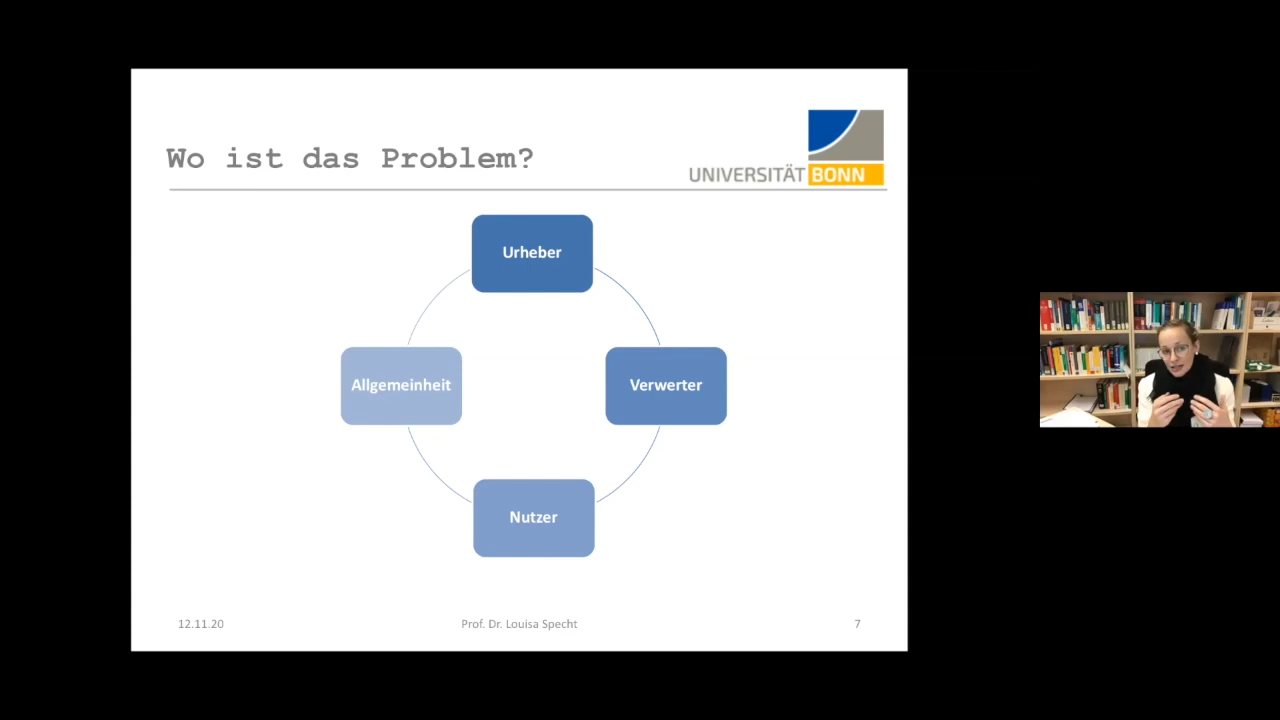 Wo ist das Problem?
UNIVERSITÄT BONN
Urheber
Allgemeinheit
Verwerter
Nutzer
12.11.20
Prof. Dr. Louisa Specht
7